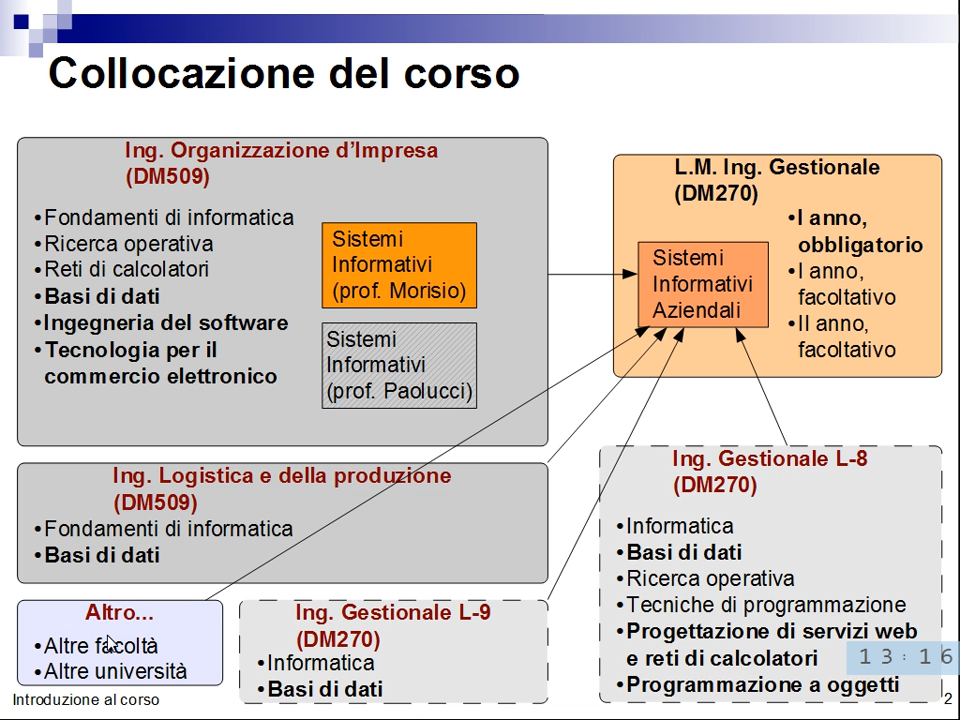 Collocazione del corso
Ing. Organizzazione d'Impresa
(DM509)
•Fondamenti di informatica
•Ricerca operativa
•Reti di calcolatori
•Basi di dati
•Ingegneria del software
•Tecnologia per il
commercio elettronico
Sistemi
Informativi
(prof. Morisio)
Sistemi
Informativi
(prof. Paolucci)
L.M. Ing. Gestionale
(DM270)
Sistemi
Informativi
Aziendali
•I anno,
obbligatorio
•I anno,
facoltativo
•II anno,
facoltativo
Ing. Logistica e della produzione
(DM509)
•Fondamenti di informatica
•Basi di dati
Altro...
•Altre facoltà
•Altre università
Ing. Gestionale L-9
(DM270)
•Informatica
•Basi di dati
Ing. Gestionale L-8
(DM270)
•Informatica
•Basi di dati
•Ricerca operativa
•Tecniche di programmazione
•Progettazione di servizi web
e reti di calcolatori
•Programmazione a oggetti
13:16
Introduzione al corso
2